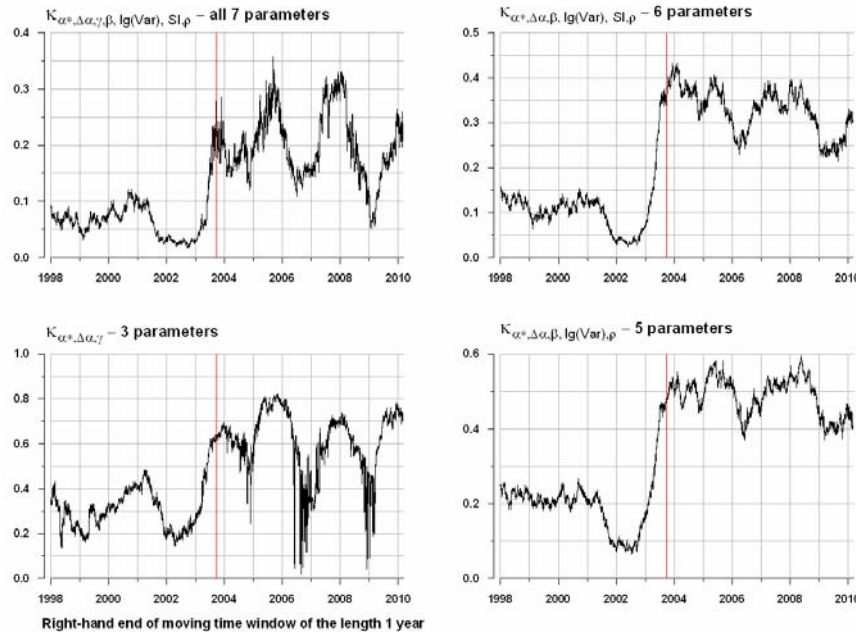 K α*,Δα,γ,β, lg(Var), SI,ρ – all 7 parameters
0.4
0.3
0.2
0.1
0.0
1998 2000 2002 2004 2006 2008 2010
K α*,Δα,β, lg(Var), SI,ρ – 6 parameters
0.5
0.4
0.3
0.2
0.1
0.0
1998 2000 2002 2004 2006 2008 2010
K α*,Δα,γ – 3 parameters
1.0
0.8
0.6
0.4
0.2
0.0
1998 2000 2002 2004 2006 2008 2010
Right-hand end of moving time window of the length 1 year
K α*,Δα,β, lg(Var),ρ – 5 parameters
0.6
0.4
0.2
0.0
1998 2000 2002 2004 2006 2008 2010